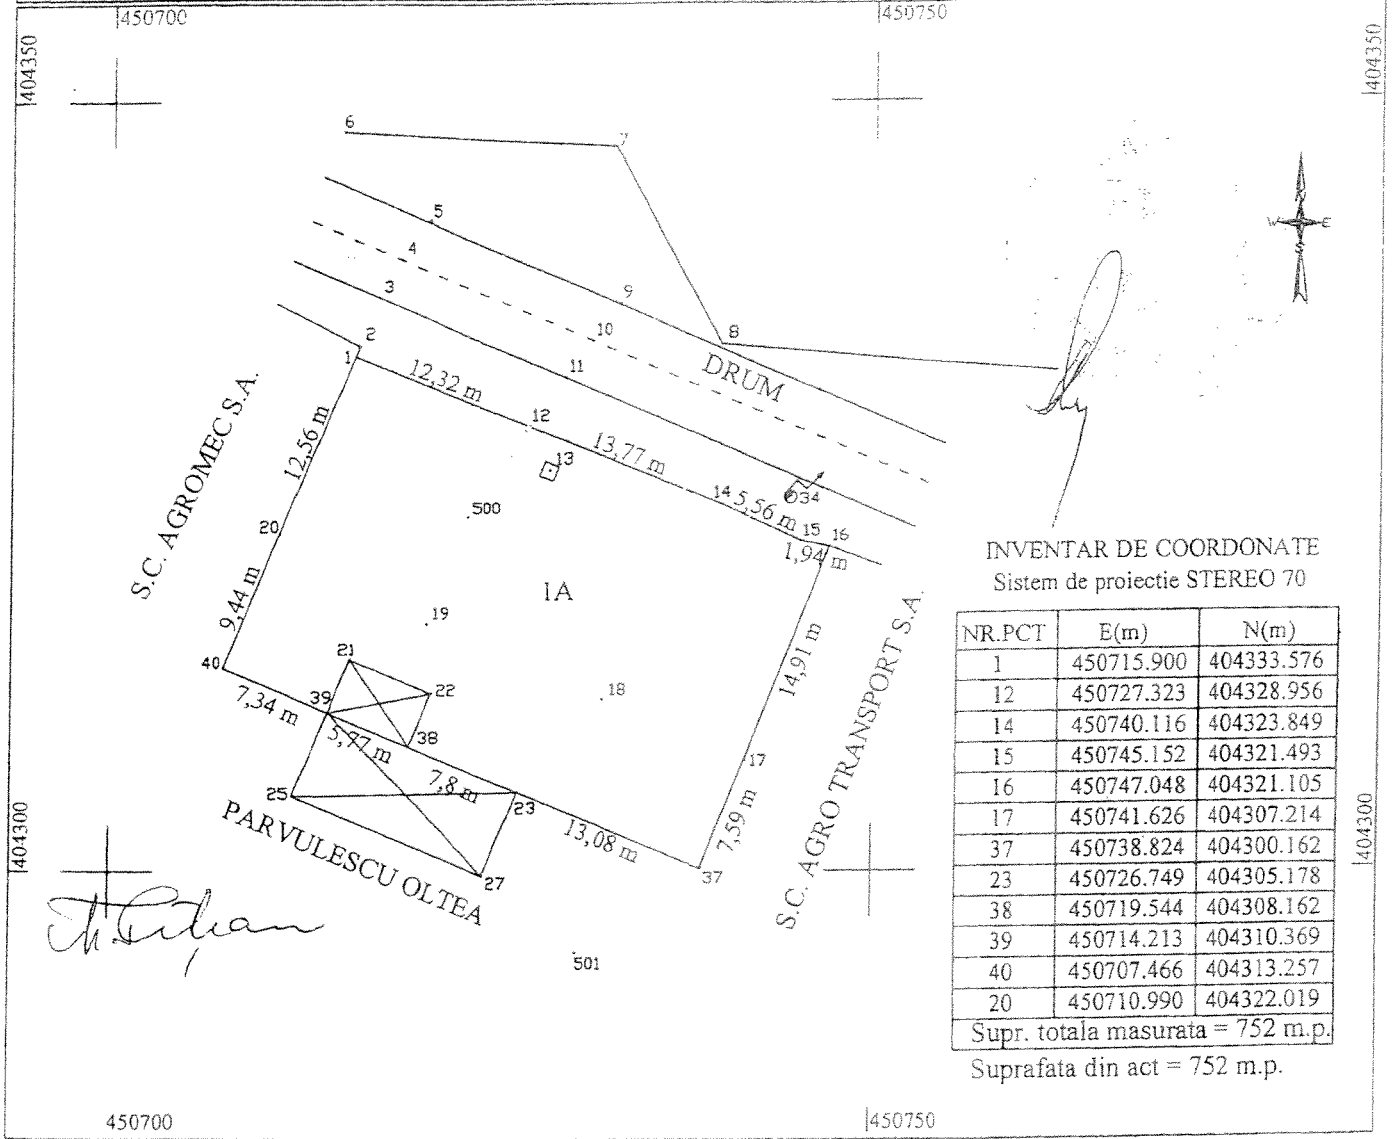 450700
450750
404350
404350
6
7
N
W E
S
5
4
3
9
10
8
2
1
11
DRUM
12,32 m
12
13,77 m
13
12,56 m
S.C. AGROMEC S.A.
14
5,56 m
34
500
15
16
1,94 m
20
INVENTAR DE COORDONATE
Sistem de proiectie STEREO 70
1A
9,44 m
19
14,91 m
S.C. AGRO TRANSPORT S.A.
21
40
22
18
39
7,34 m
5,77 m
38
17
7,8 m
25
23
7,59 m
13,08 m
PARVULESCU OLTEA
27
37
501
404300
404300
NR.PCT E(m) N(m)
1 450715.900 404333.576
12 450727.323 404328.956
14 450740.116 404323.849
15 450745.152 404321.493
16 450747.048 404321.105
17 450741.626 404307.214
37 450738.824 404300.162
23 450726.749 404305.178
38 450719.544 404308.162
39 450714.213 404310.369
40 450707.466 404313.257
20 450710.990 404322.019
Supr. totala masurata = 752 m.p.
Suprafata din act = 752 m.p.
450700
450750